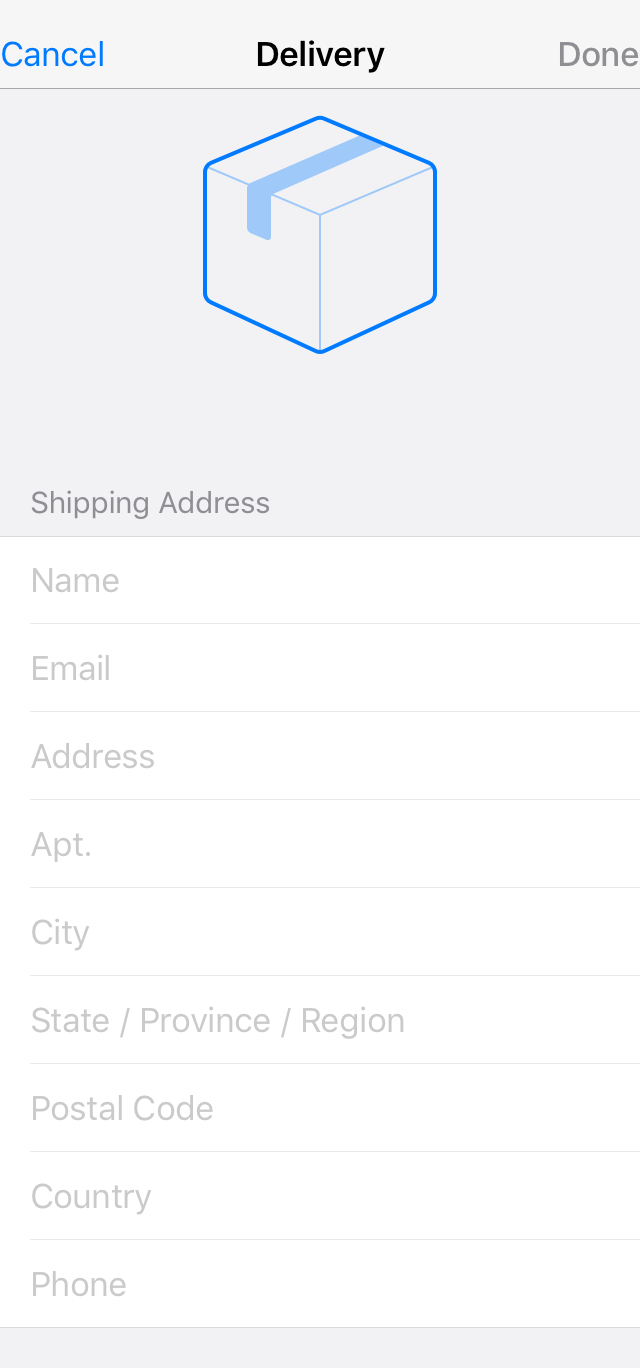 Cancel Delivery Done
Shipping Address
Name
Email
Address
Apt.
City
State / Province / Region
Postal Code
Country
Phone